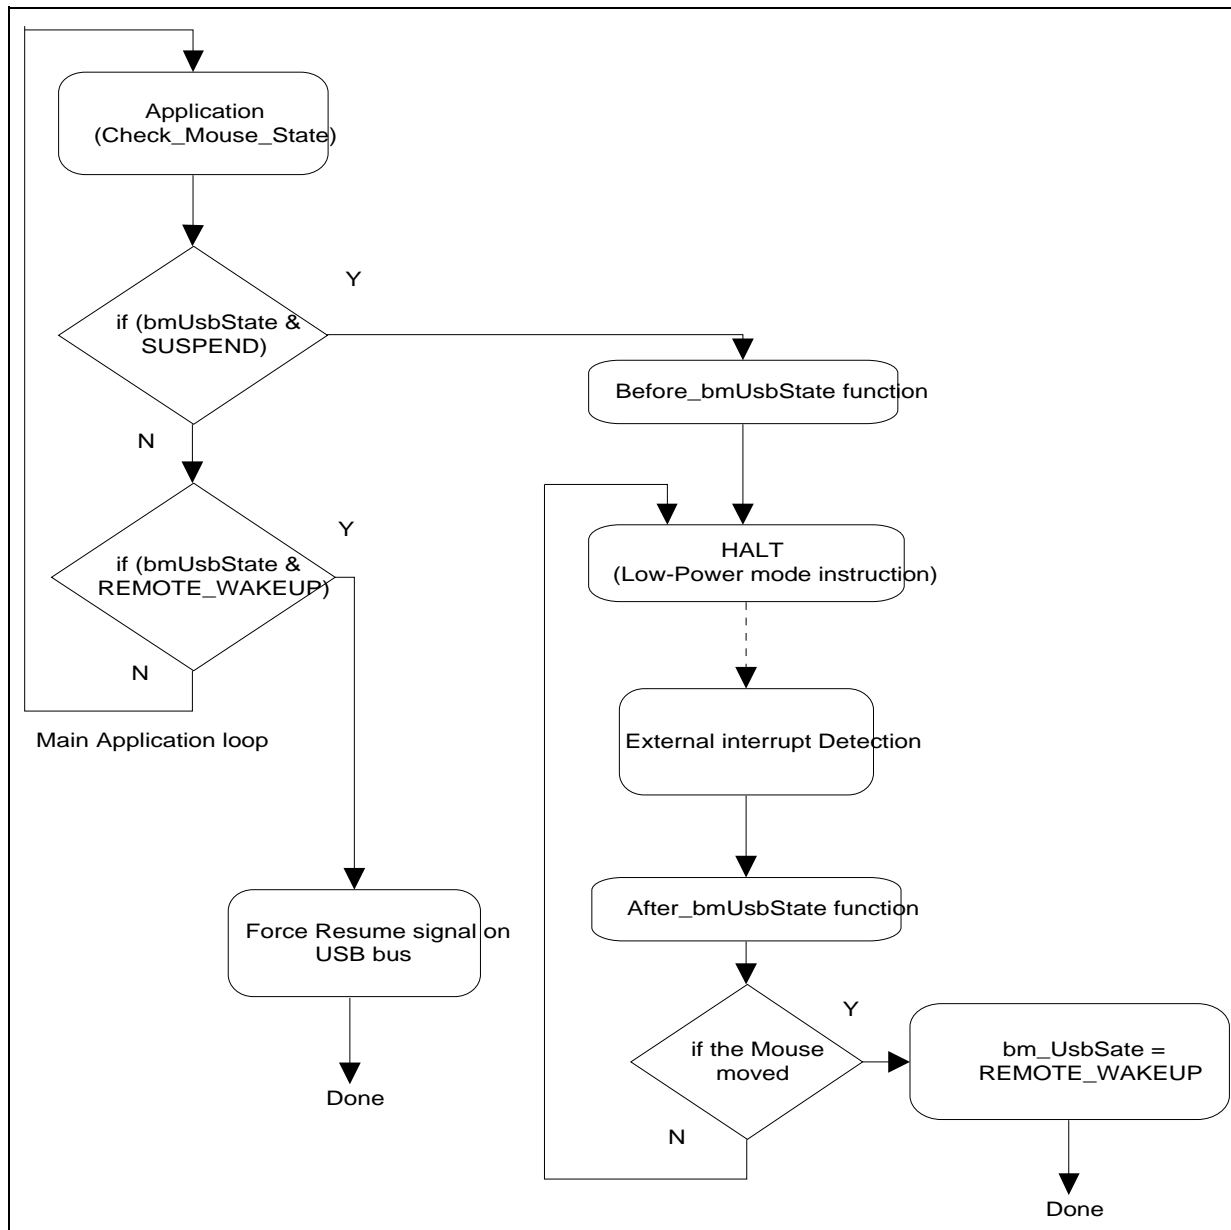 Application
(Check_Mouse_State)
Y
if (bmUsbState &
SUSPEND)
N
Before_bmUsbState function
Y
if (bmUsbState &
REMOTE_WAKEUP)
N
Main Application loop
HALT
(Low-Power mode instruction)
External interrupt Detection
Force Resume signal on
USB bus
Done
After_bmUsbState function
if the Mouse
moved
Y
N
bm_UsbSate =
REMOTE_WAKEUP
Done